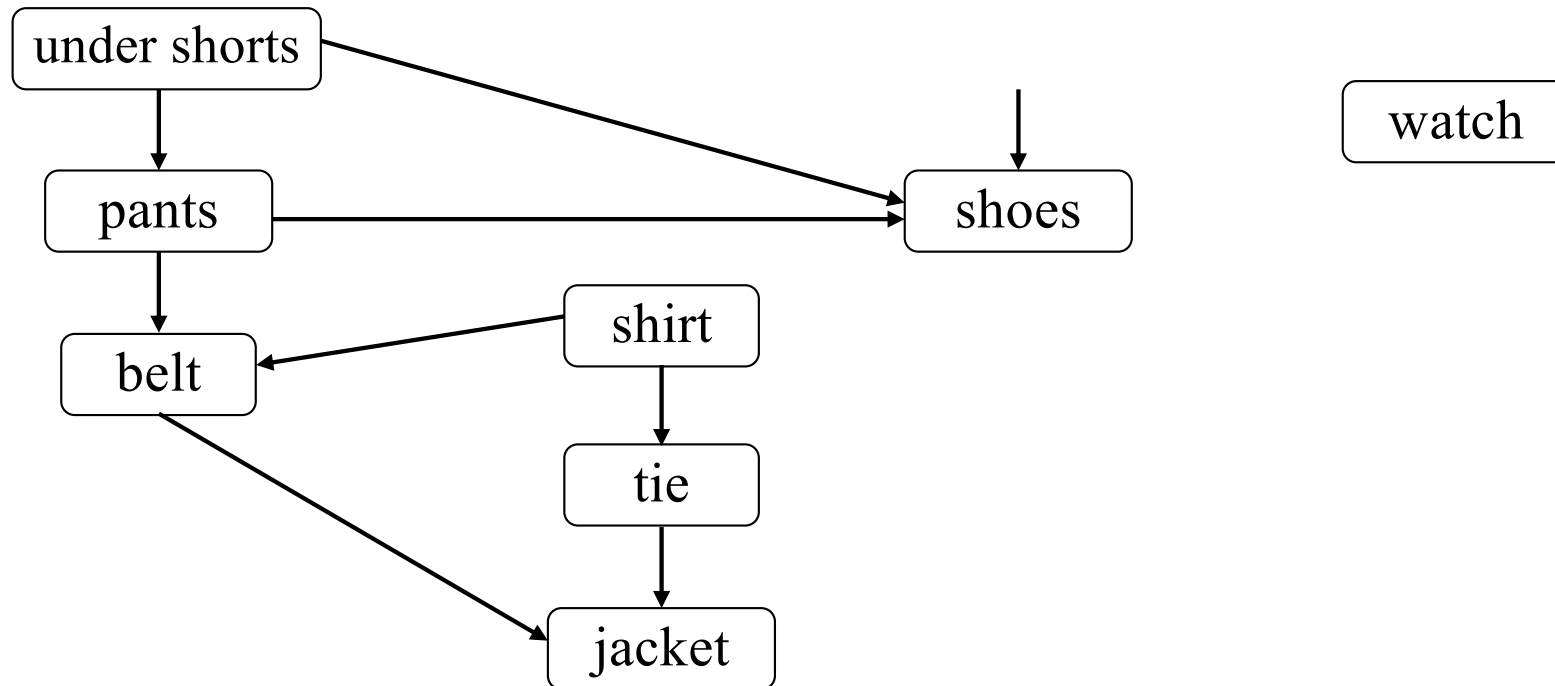 under shorts
watch
pants
shoes
shirt
belt
tie
jacket